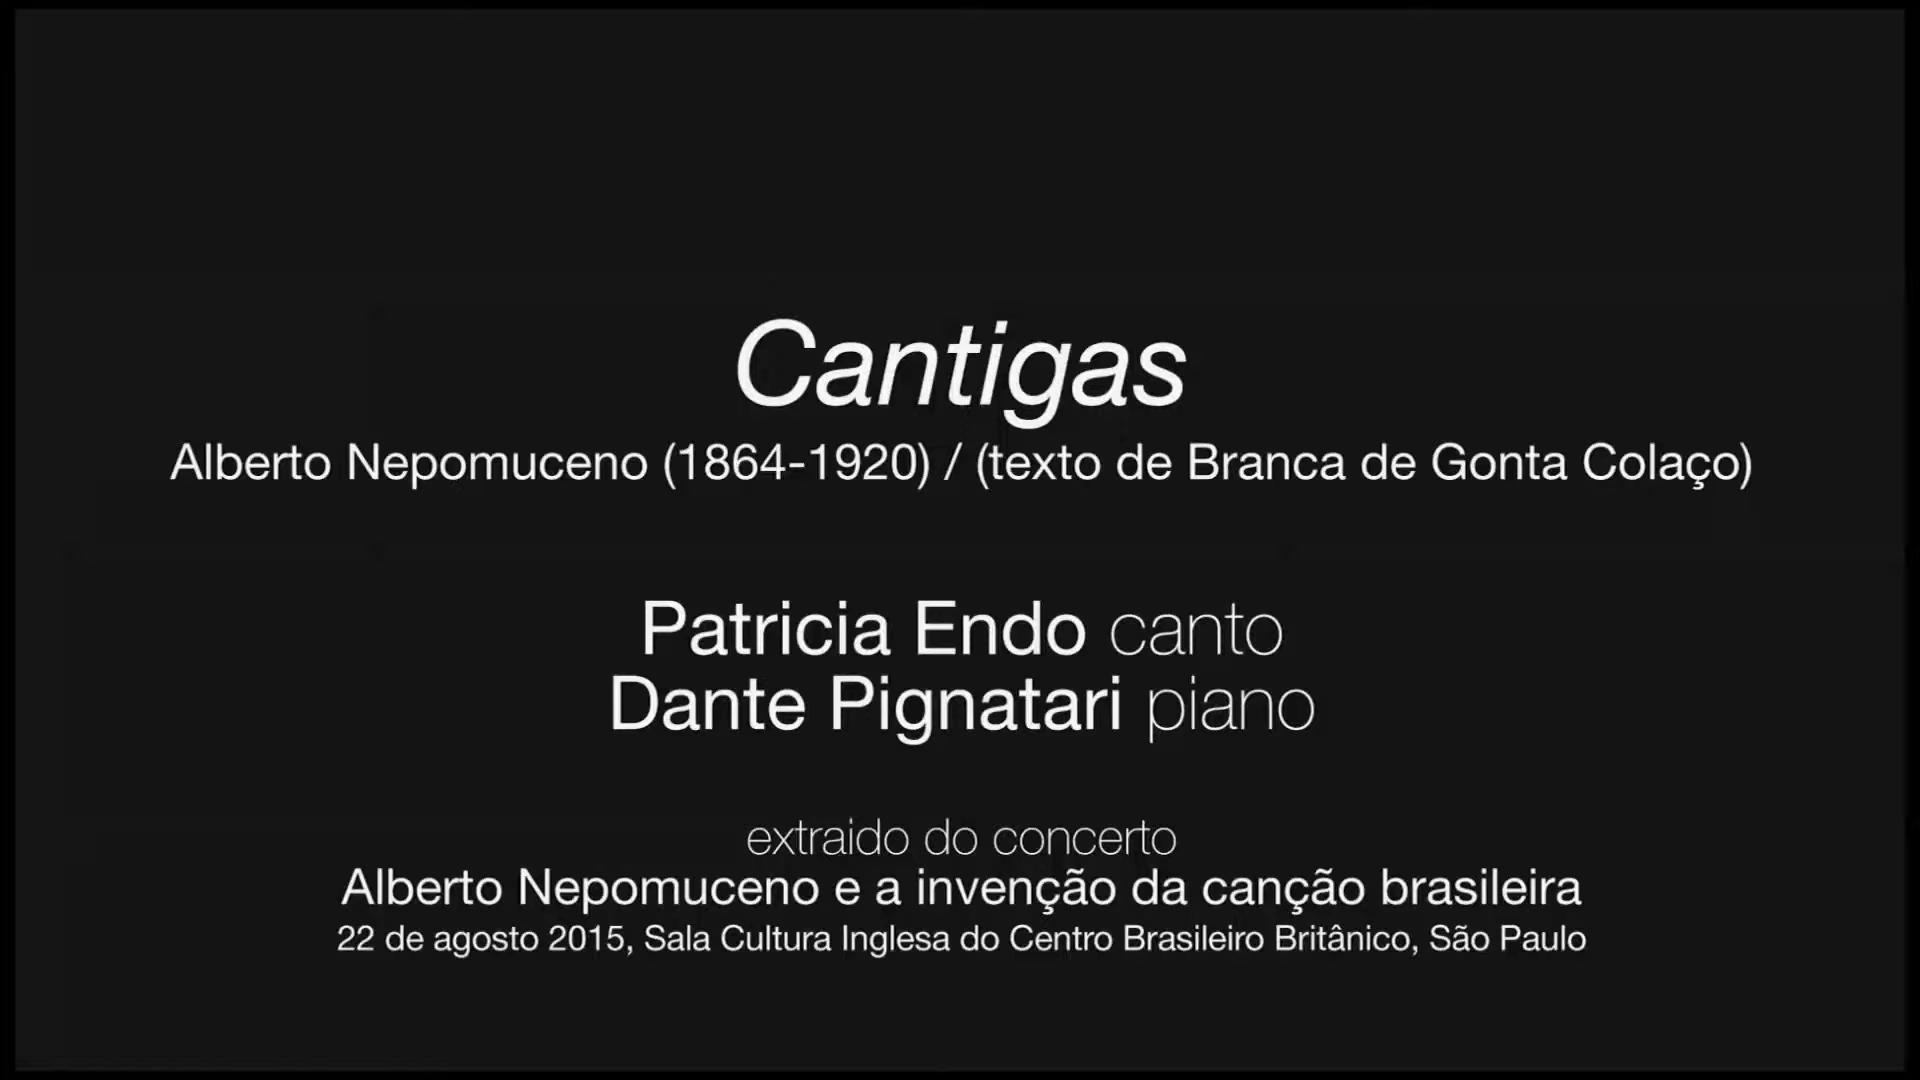 Cantigas
Alberto Nepomuceno (1864-1920) / (texto de Branca de Gonta Colaço)
Patricia Endo canto
Dante Pignatari piano
extraido do concerto
Alberto Nepomuceno e a invenção da canção brasileira
22 de agosto 2015, Sala Cultura Inglesa do Centro Brasileiro Britânico, São Paulo